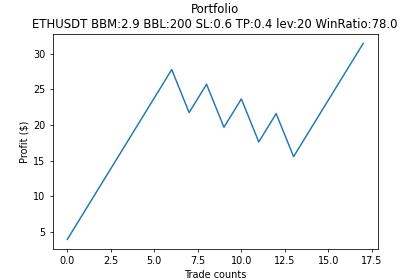 Portfolio
ETHUSDT BBM:2.9 BBL:200 SL:0.6 TP:0.4 lev:20 WinRatio:78.0
30
25
20
15
10
5
Profit ($)
0.0 2.5 5.0 7.5 10.0 12.5 15.0 17.5
Trade counts